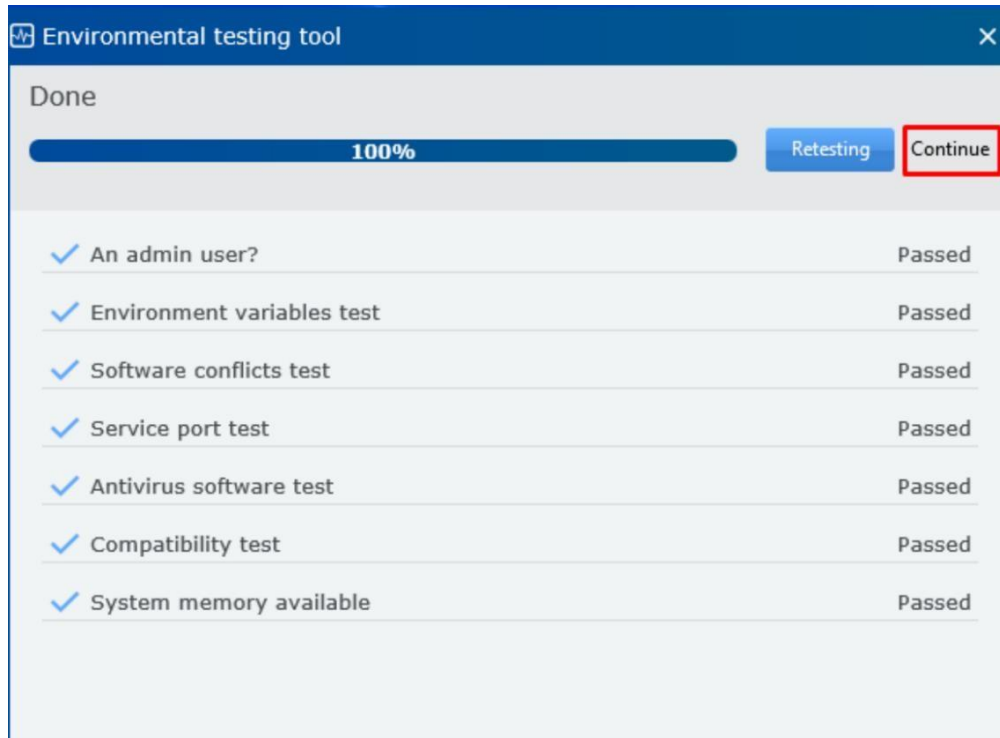 Environmental testing tool
Done
100%
Retesting
Continue
An admin user? Passed
Environment variables test Passed
Software conflicts test Passed
Service port test Passed
Antivirus software test Passed
Compatibility test Passed
System memory available Passed